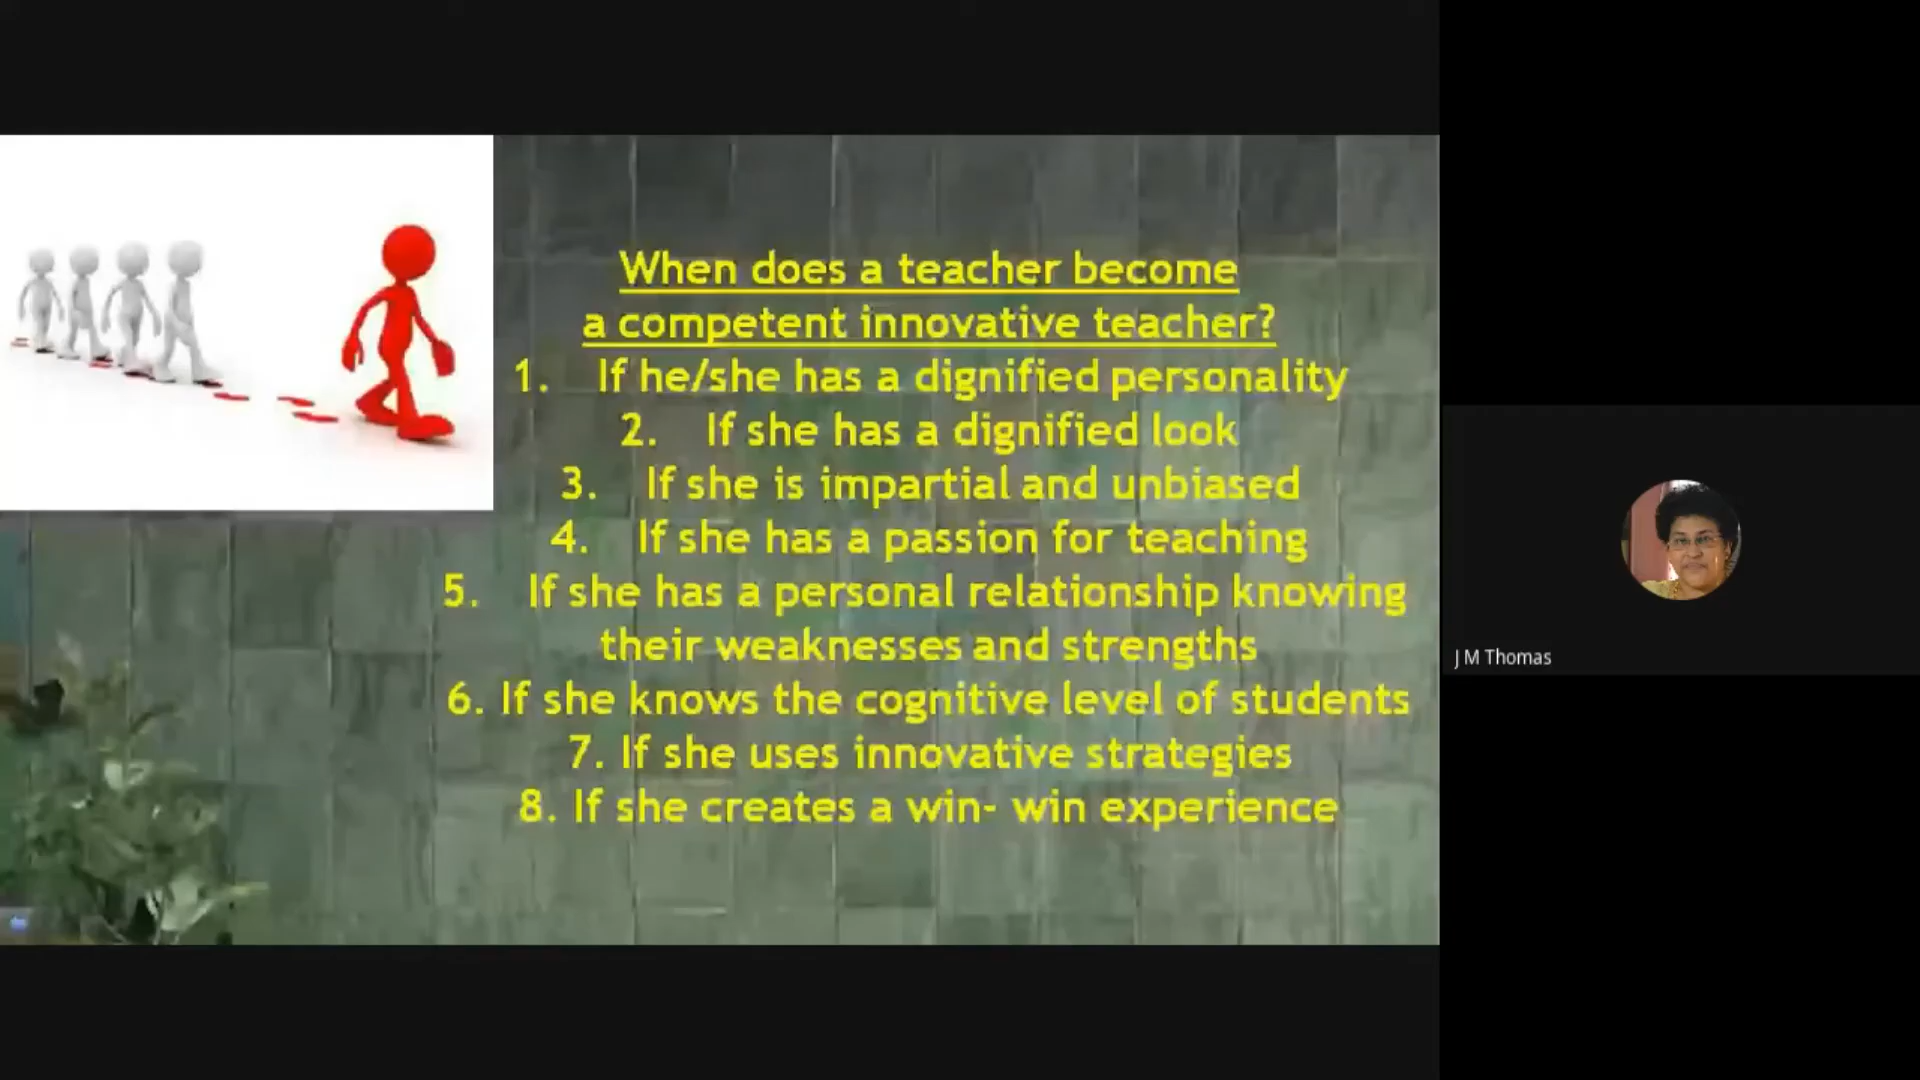 When does a teacher become
a competent innovative teacher?
1. If he/she has a dignified personality
2. If she has a dignified look
3. If she is impartial and unbiased
4. If she has a passion for teaching
5. If she has a personal relationship knowing
their weaknesses and strengths
6. If she knows the cognitive level of students
7. If she uses innovative strategies
8. If she creates a win- win experience
J M Thomas